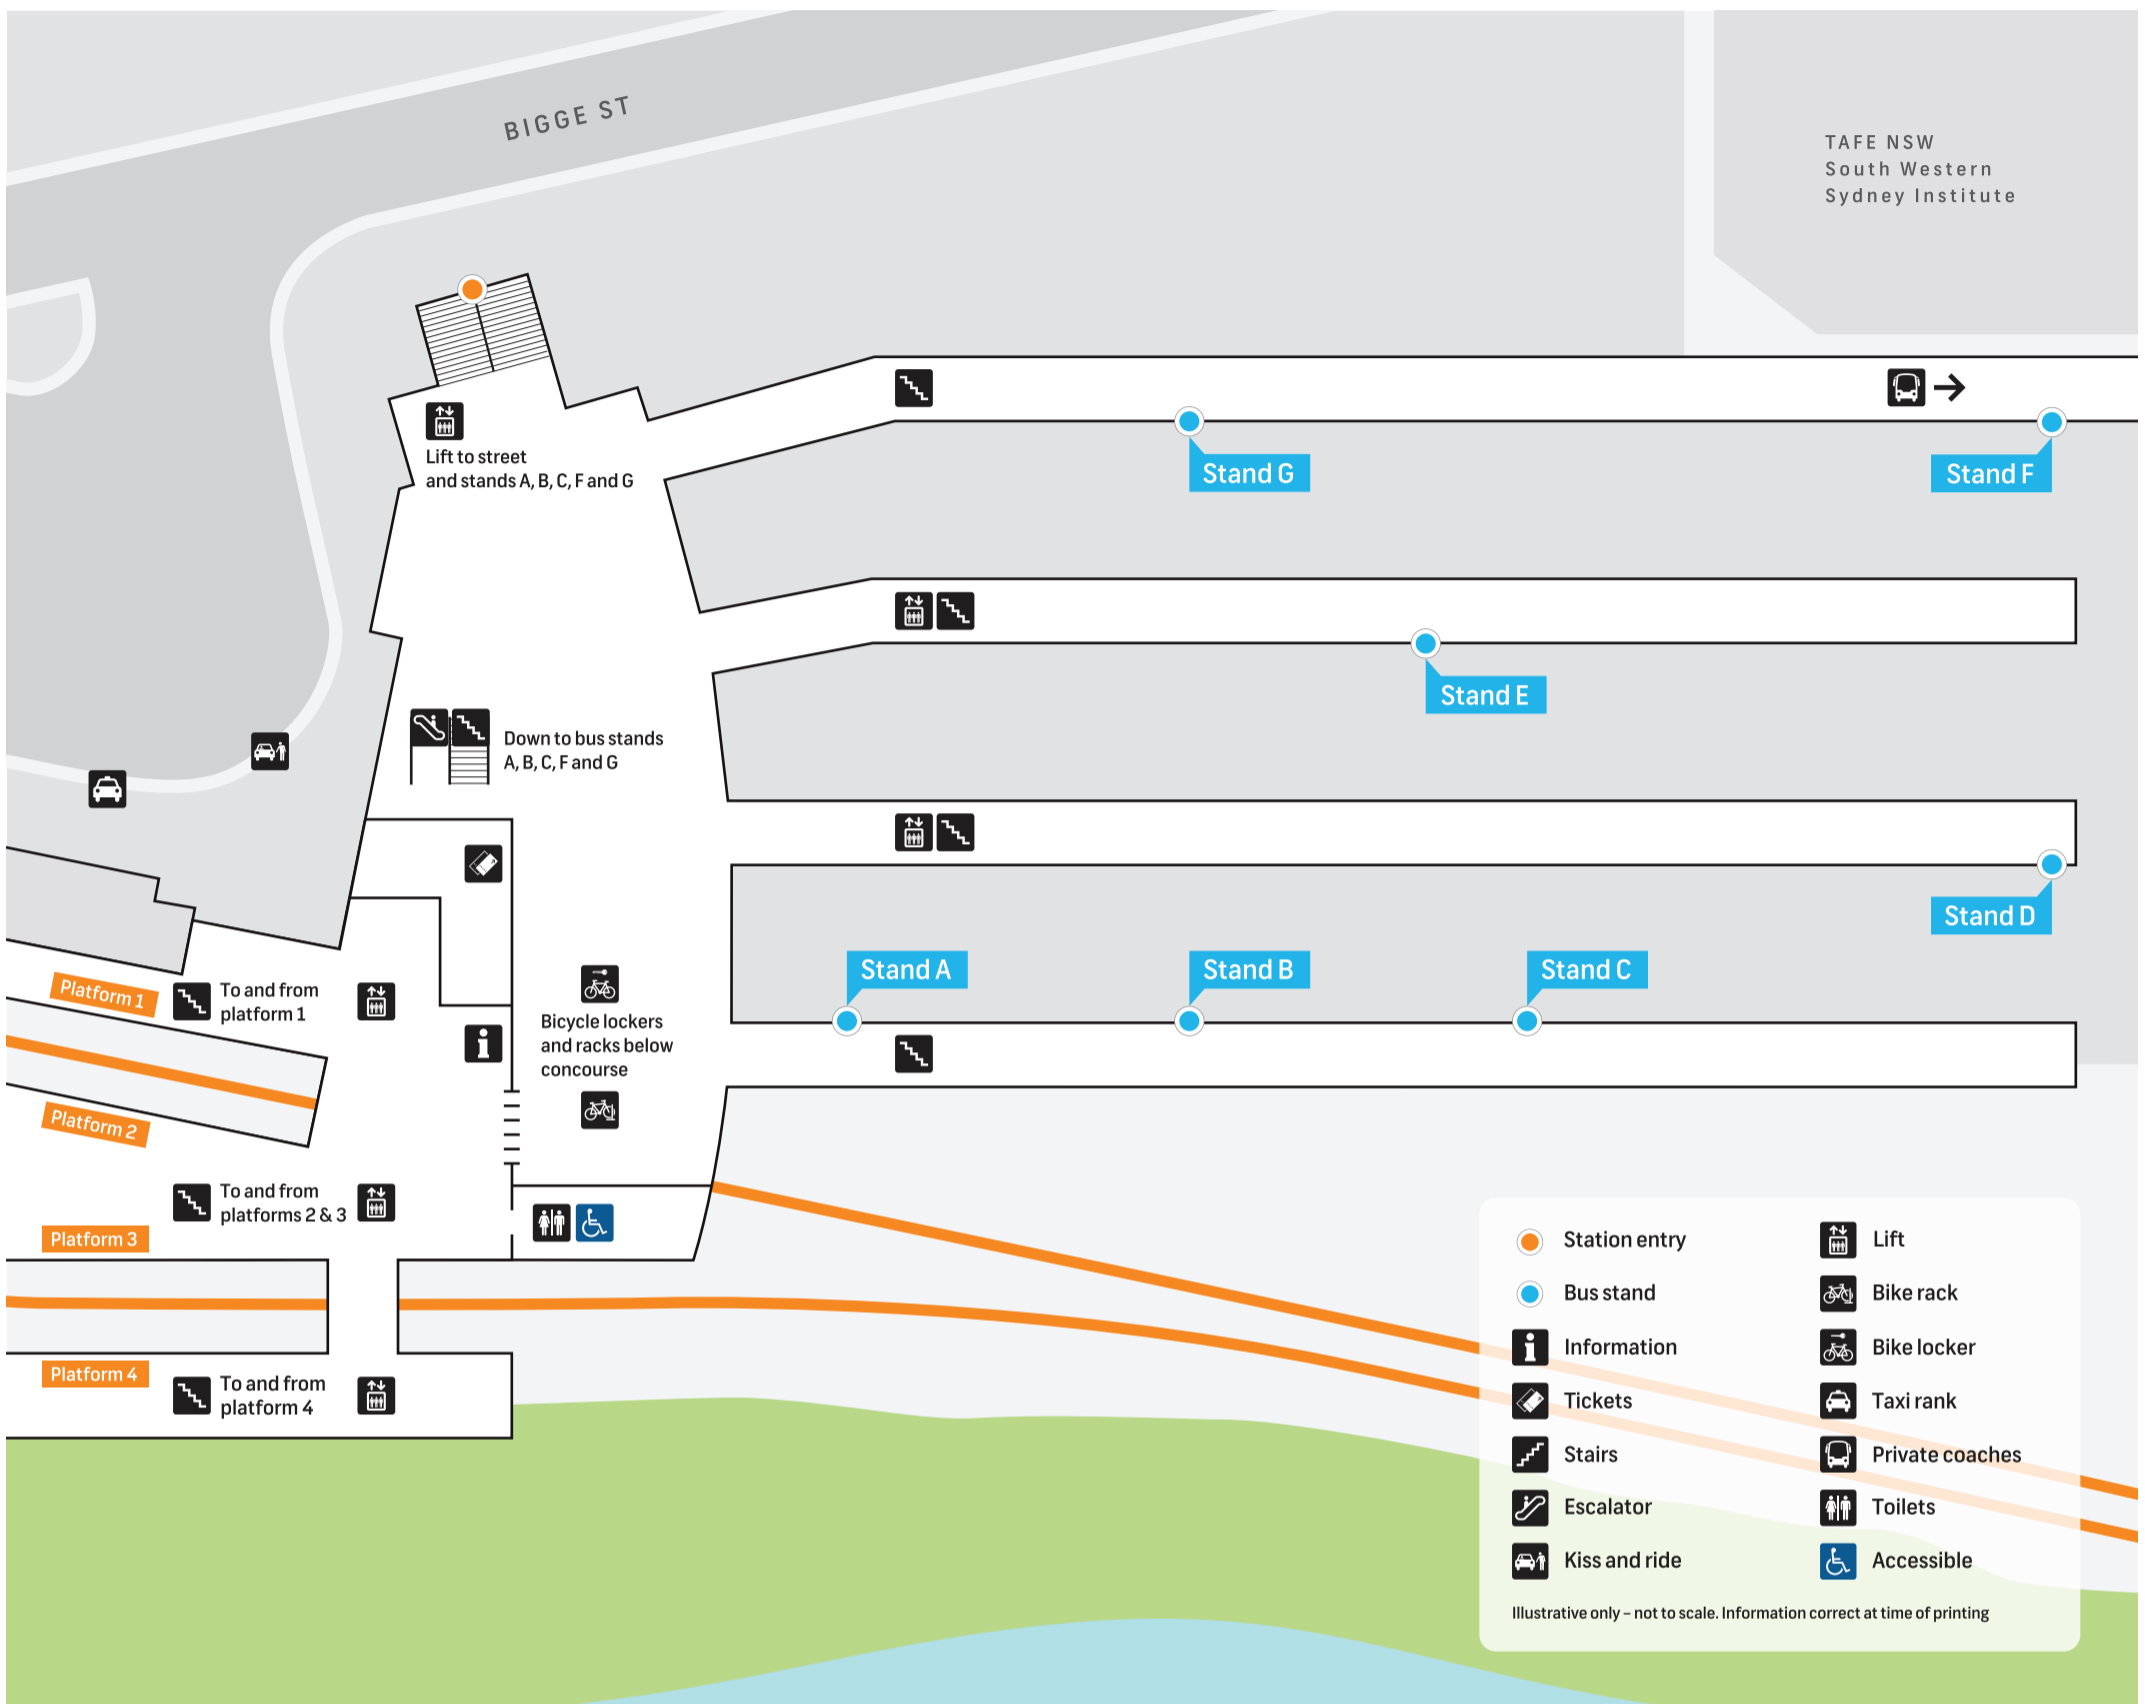 BIGGE ST
TAFE NSW
South Western
Sydney Institute
Lift to street
and stands A, B, C, F and G
Stand G
Stand F
Stand E
Down to bus stands
A, B, C, F and G
Stand D
Stand A
Stand B
Stand C
Platform 1
To and from
platform 1
Bicycle lockers
and racks below
concourse
Platform 2
To and from
platforms 2 & 3
Platform 3
Platform 4
To and from
platform 4
Station entry
Bus stand
Information
Tickets
Stairs
Escalator
Kiss and ride
Lift
Bike rack
Bike locker
Taxi rank
Private coaches
Toilets
Accessible
Illustrative only – not to scale. Information correct at time of printing